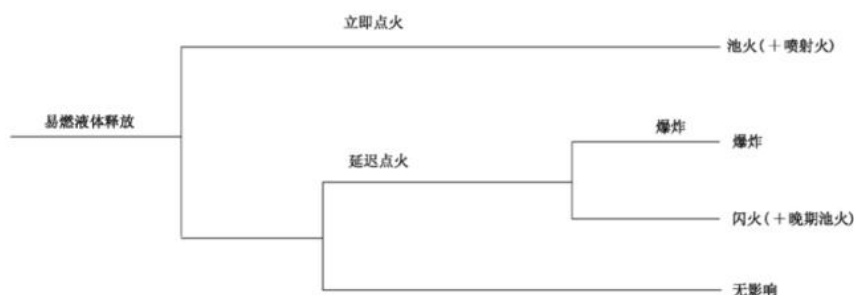 立即点火
池火(＋喷射火)
易燃液体释放
爆炸
爆炸
延迟点火
闪火(＋晚期池火)
无影响